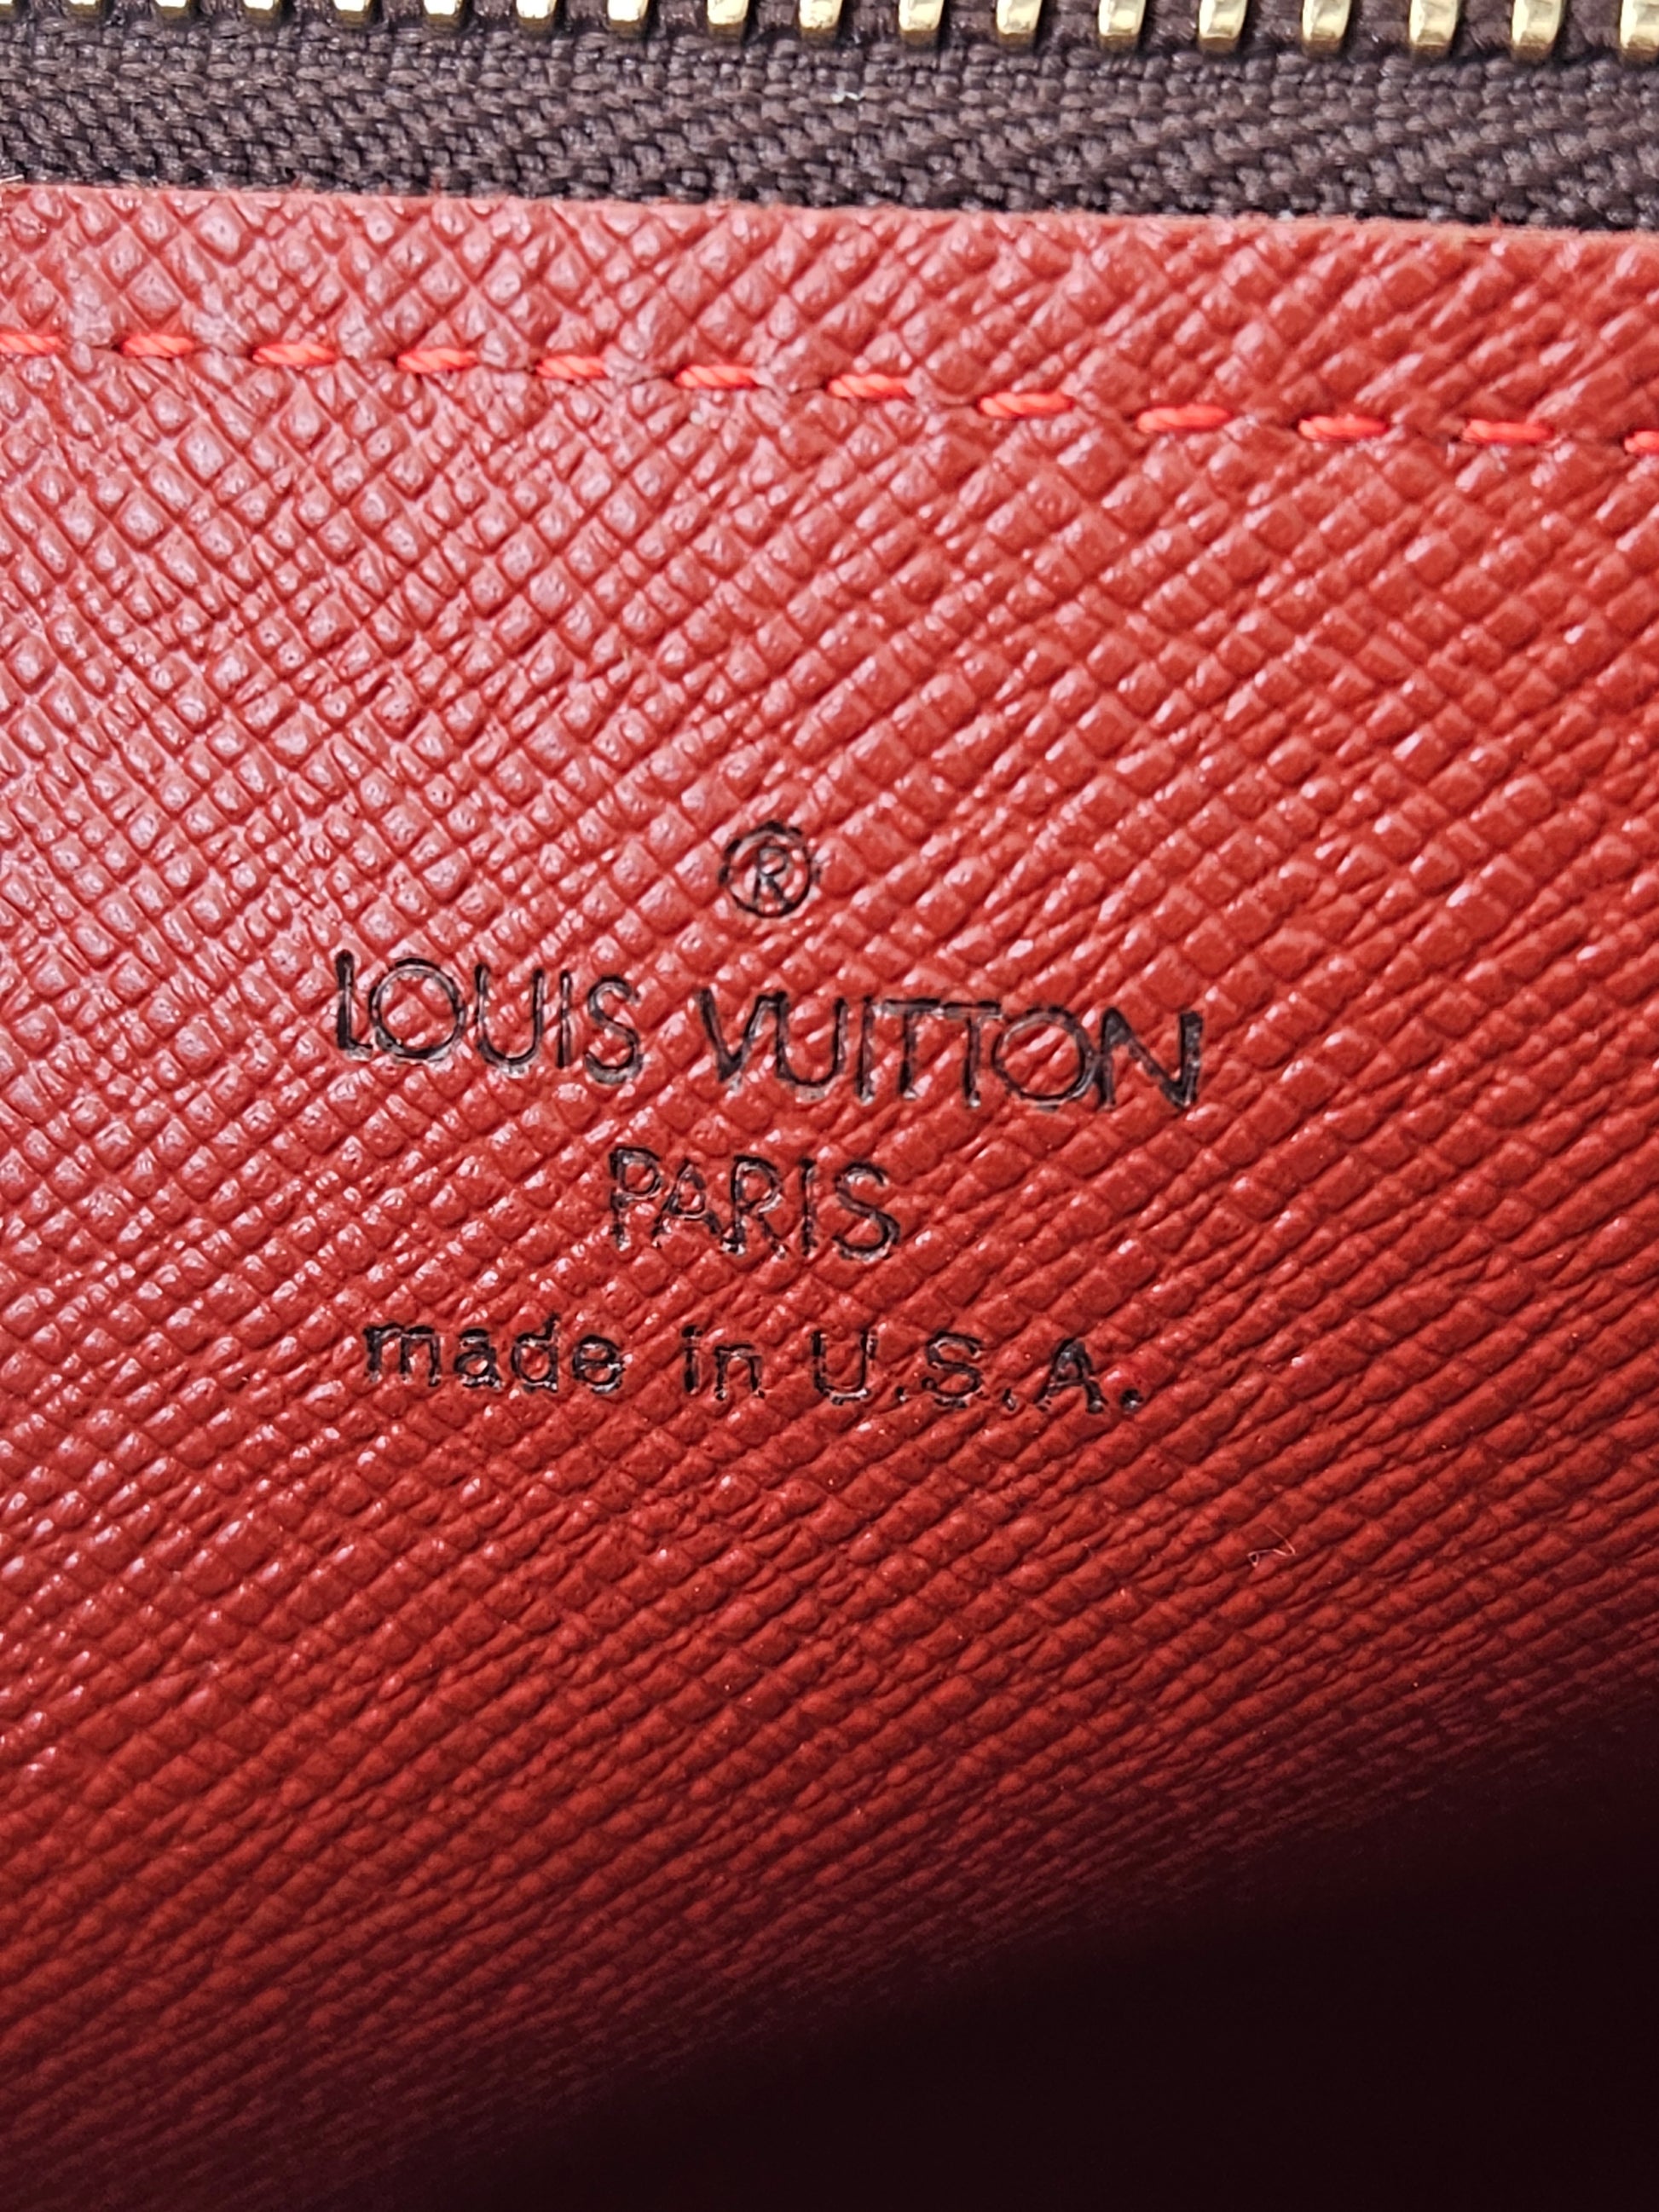 ®
LOUIS VUITTON
PARIS
made in U.S.A.